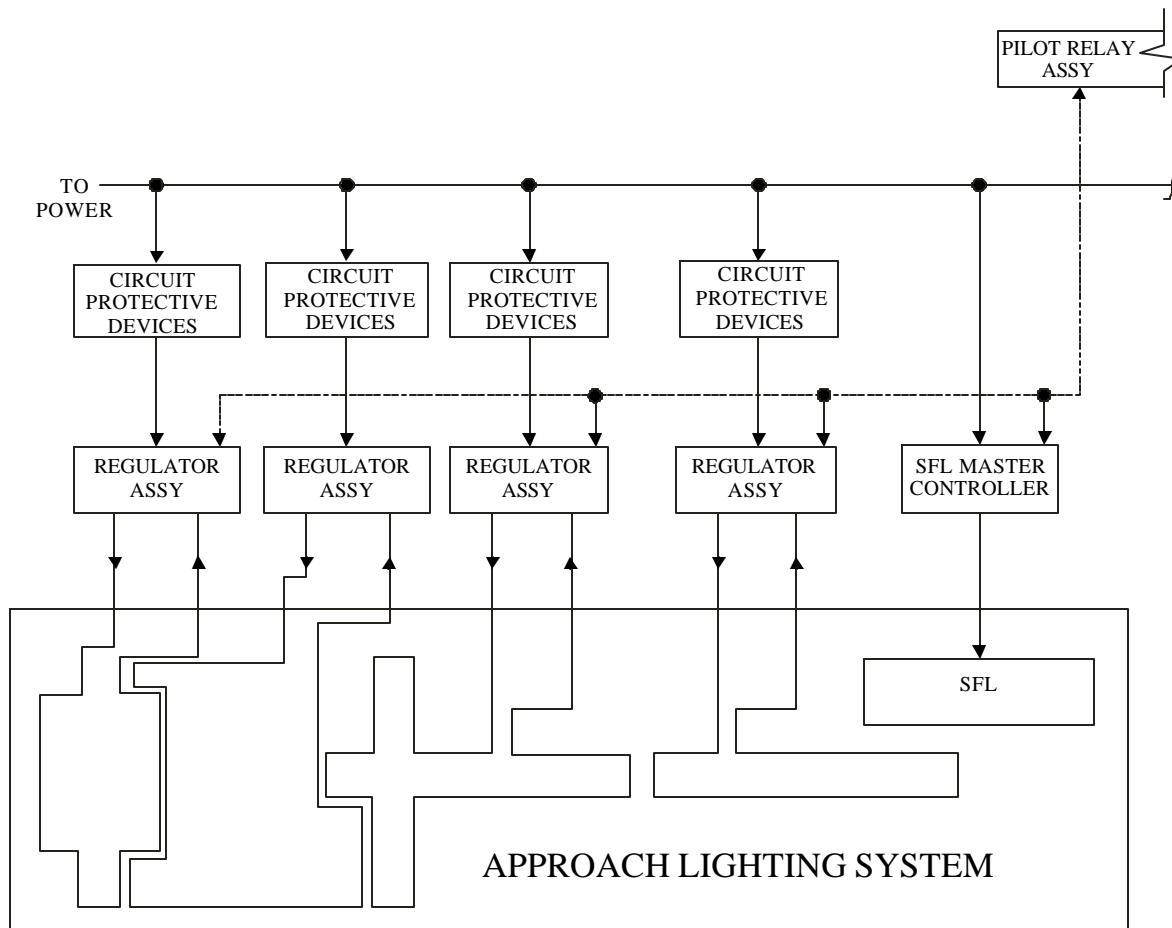 PILOT RELAY
ASSY
TO
POWER
CIRCUIT
PROTECTIVE
DEVICES
CIRCUIT
PROTECTIVE
DEVICES
CIRCUIT
PROTECTIVE
DEVICES
CIRCUIT
PROTECTIVE
DEVICES
REGULATOR
ASSY
REGULATOR
ASSY
REGULATOR
ASSY
REGULATOR
ASSY
SFL MASTER
CONTROLLER
SFL
APPROACH LIGHTING SYSTEM